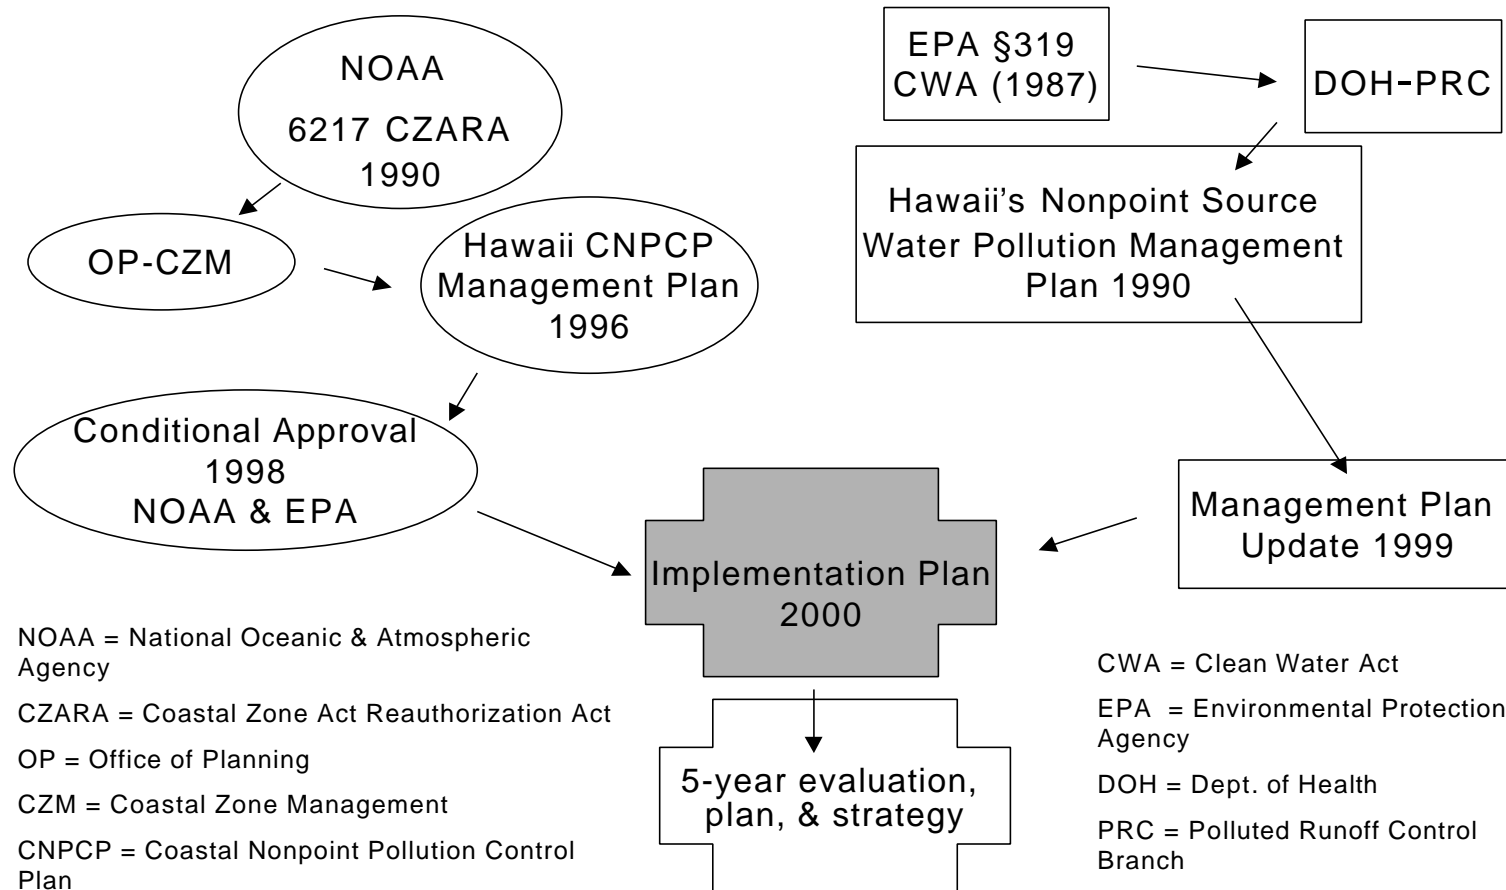 NOAA
6217 CZARA
1990
OP-CZM
Hawaii CNPCP
Management Plan
1996
Conditional Approval
1998
NOAA & EPA
EPA §319
CWA (1987)
DOH-PRC
Hawaii's Nonpoint Source
Water Pollution Management
Plan 1990
Management Plan
Update 1999
Implementation Plan
2000
5-year evaluation,
plan, & strategy
NOAA = National Oceanic & Atmospheric
Agency
CZARA = Coastal Zone Act Reauthorization Act
OP = Office of Planning
CZM = Coastal Zone Management
CNPCP = Coastal Nonpoint Pollution Control
Plan
CWA = Clean Water Act
EPA = Environmental Protection
Agency
DOH = Dept. of Health
PRC = Polluted Runoff Control
Branch